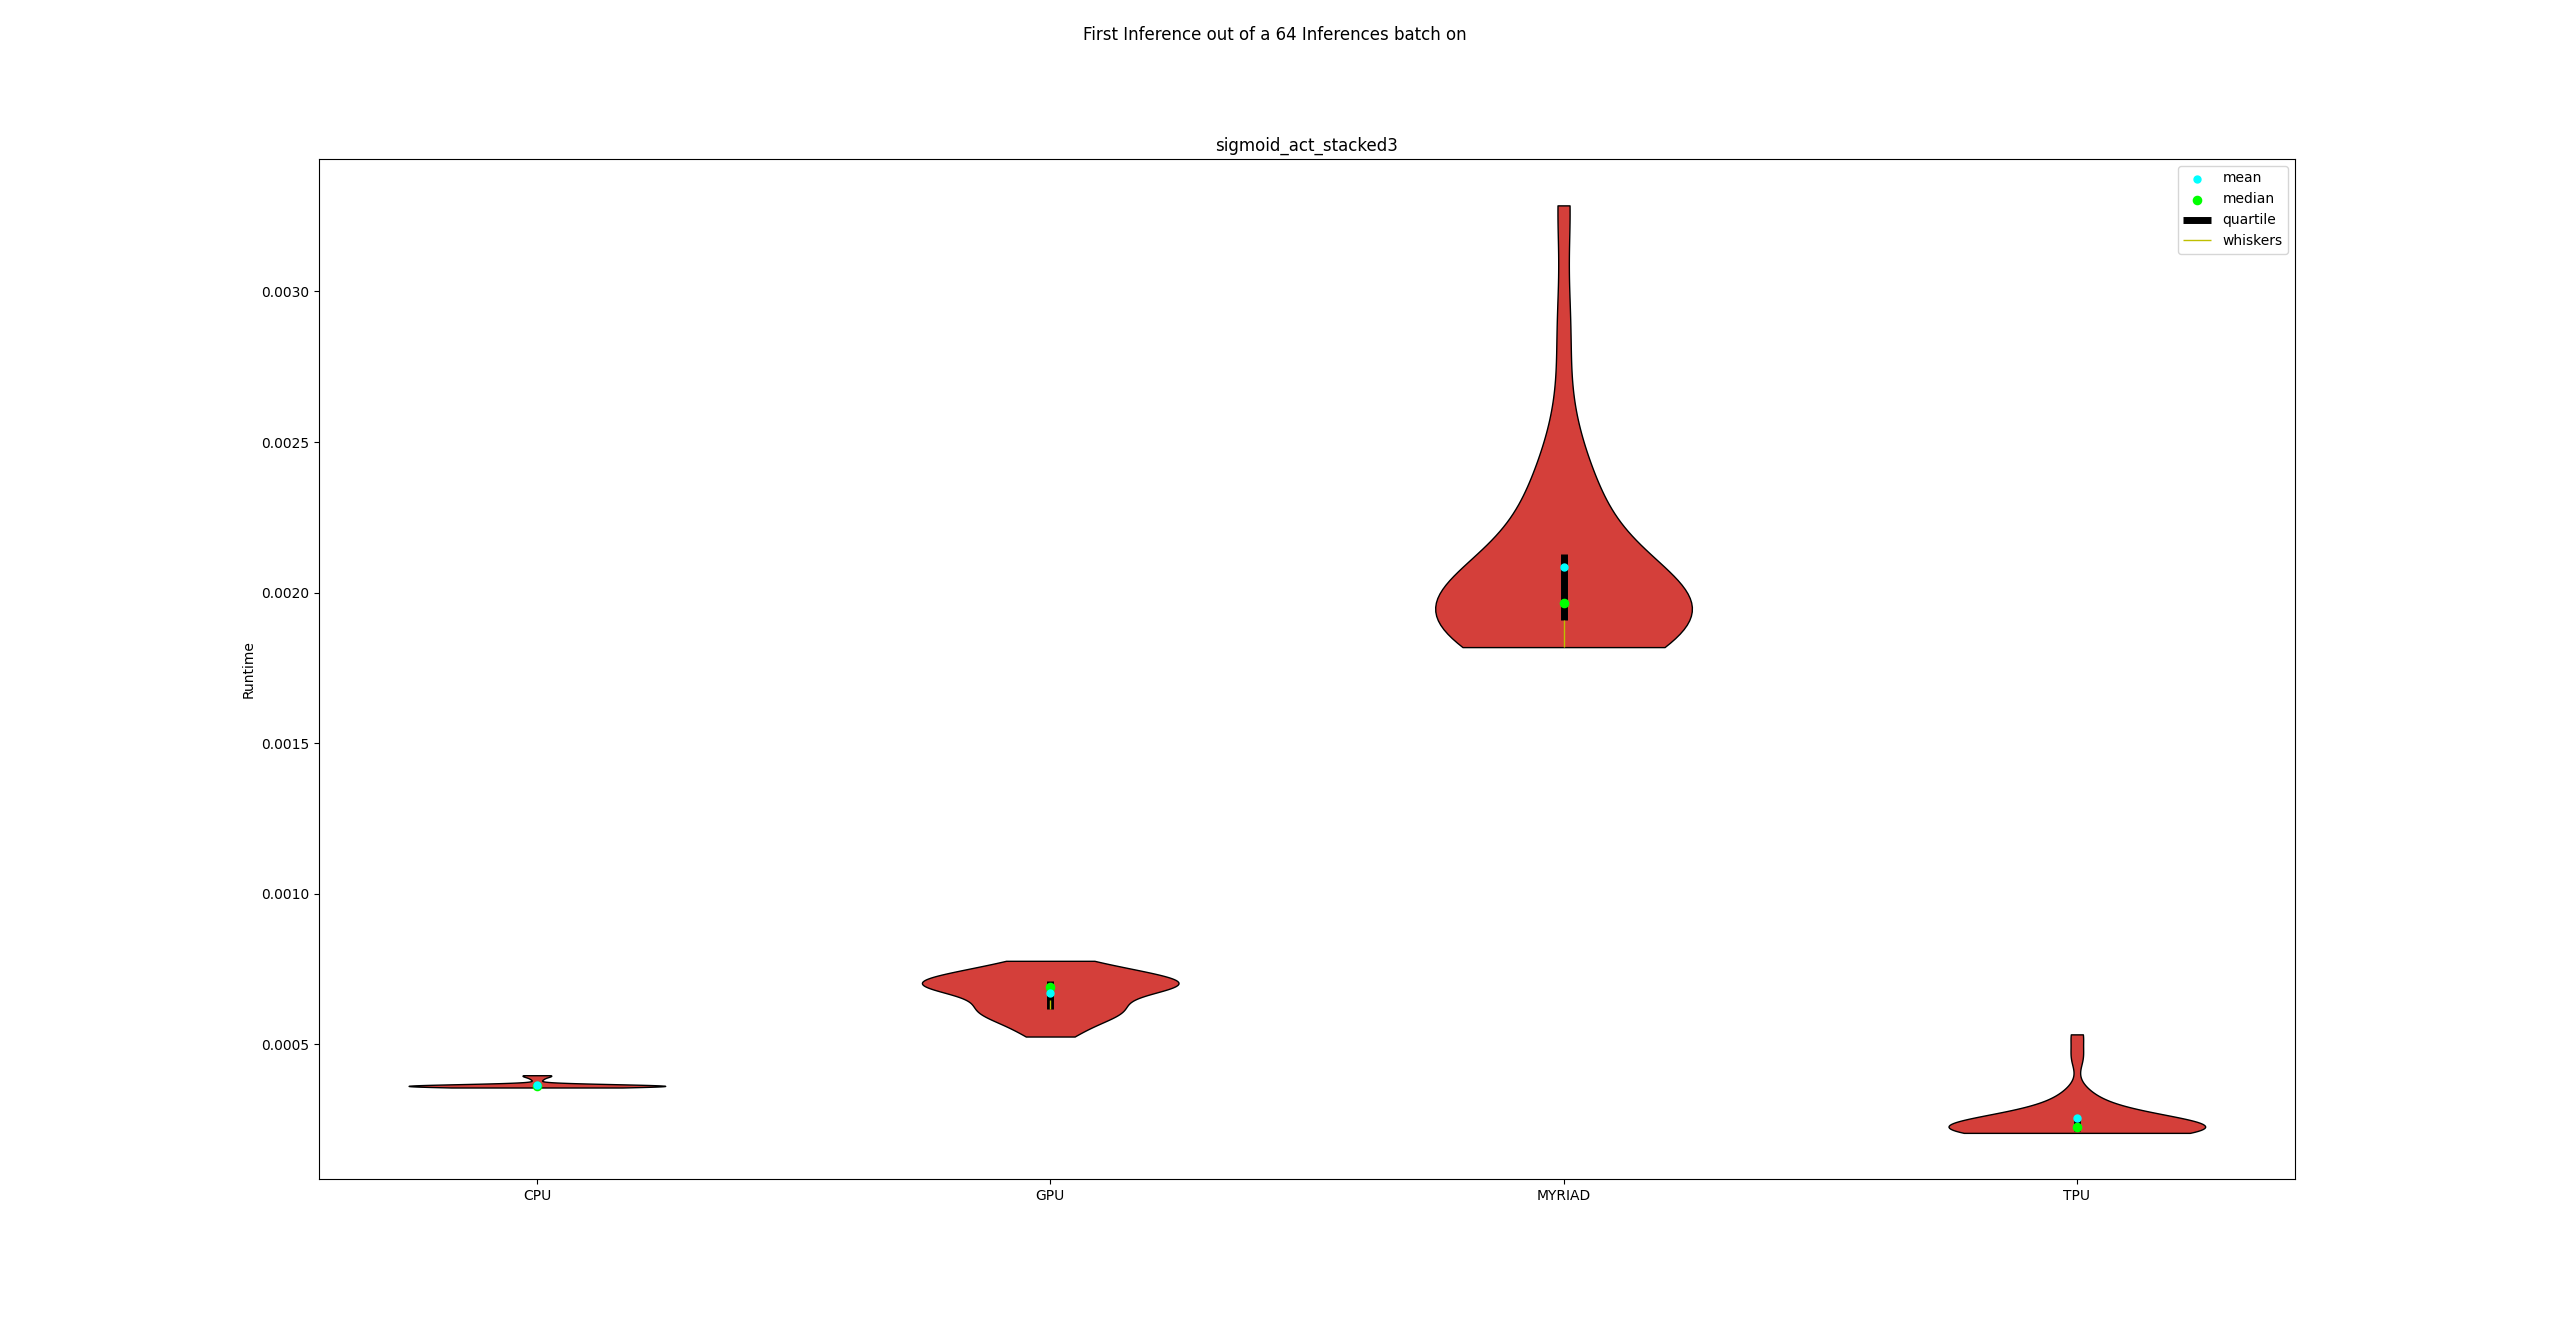 First Inference out of a 64 Inferences batch on
sigmoid_act_stacked3
mean
median
quartile
whiskers
0.0030
0.0025
0.0020
0.0015
0.0010
0.0005
Runtime
CPU
GPU
MYRIAD
TPU